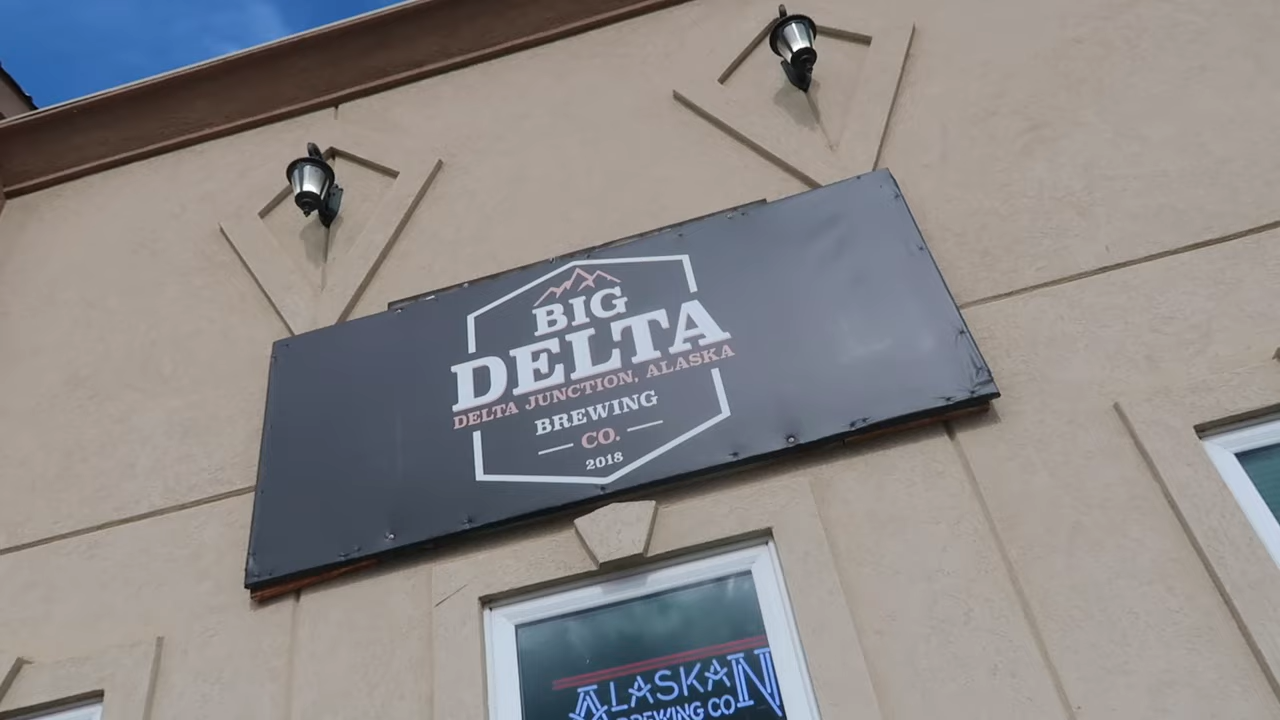 BIG
DELTA
DELTA JUNCTION, ALASKA
BREWING
CO.
2018
ALASKAN
BREWING CO